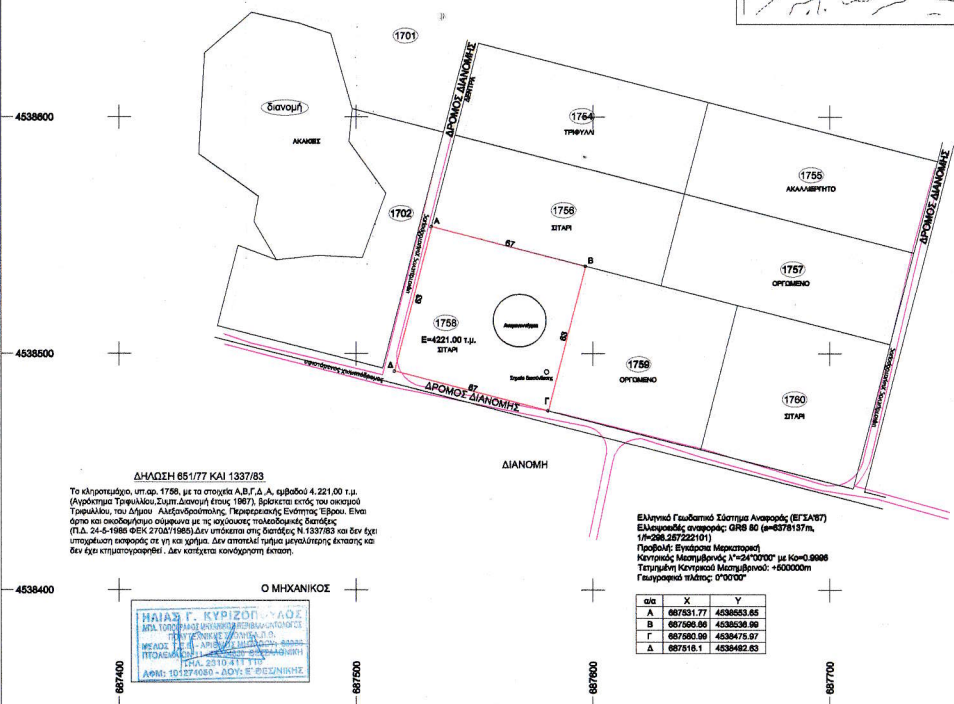 1701
4538600
διανομή
ΑΚΑΚΙΕΣ
ΔΡΟΜΟΣ ΔΙΑΝΟΜΗΣ
ΔΕΝΤΡΑ
1754
ΤΡΙΦΥΛΛΙ
1755
ΑΚΑΛΛΙΕΡΓΗΤΟ
ΔΡΟΜΟΣ ΔΙΑΝΟΜΗΣ
1702
1756
ΣΙΤΑΡΙ
Α
67
Β
1757
ΟΡΓΩΜΕΝΟ
63
1758
Ε=4221.00 τ.μ.
ΣΙΤΑΡΙ
Ανεμογεννήτρια
63
4538500
Δ
Σημείο διασύνδεσης
67
Γ
ΔΡΟΜΟΣ ΔΙΑΝΟΜΗΣ
1759
ΟΡΓΩΜΕΝΟ
1760
ΣΙΤΑΡΙ
ΔΙΑΝΟΜΗ
ΔΗΛΩΣΗ 651/77 ΚΑΙ 1337/83
Το κληροτεμάχιο, υπ.αρ. 1758, με τα στοιχεία Α,Β,Γ,Δ ,Α, εμβαδού 4.221,00 τ.μ.
(Αγρόκτημα Τριφυλλίου,Συμπ.Διανομή έτους 1967), βρίσκεται εκτός του οικισμού
Τριφυλλίου, του Δήμου Αλεξανδρούπολης, Περιφερειακής Ενότητας Έβρου. Είναι
άρτιο και οικοδομήσιμο σύμφωνα με τις ισχύουσες πολεοδομικές διατάξεις
(Π.Δ. 24-5-1985 ΦΕΚ 270Δ'/1985).Δεν υπόκειται στις διατάξεις Ν.1337/83 και δεν έχει
υποχρέωση εισφοράς σε γη και χρήμα. Δεν αποτελεί τμήμα μεγαλύτερης έκτασης και
δεν έχει κτηματογραφηθεί . Δεν κατέχεται κοινόχρηστη έκταση.
Ελληνικό Γεωδαιτικό Σύστημα Αναφοράς (ΕΓΣΑ'87)
Ελλειψοειδές αναφοράς: GRS 80 (a=6378137m,
1/f=298.257222101)
Προβολή: Εγκάρσια Μερκατορική
Κεντρικός Μεσημβρινός λ°=24°00'00" με Κο=0.9996
Τετμημένη Κεντρικού Μεσημβρινού: +500000m
Γεωγραφικό πλάτος: 0°00'00"
4538400
Ο ΜΗΧΑΝΙΚΟΣ
ΗΛΙΑΣ Γ.
ΤΗΛ. 2310 411 110
ΑΦΜ: 101274050 - ΔΟΥ: Ε' ΘΕΣ/ΝΙΚΗΣ
α/α X Y
Α 687531.77 4538553.65
Β 687596.66 4538536.99
Γ 687580.99 4538475.97
Δ 687516.1 4538492.63
687400
687500
687600
687700